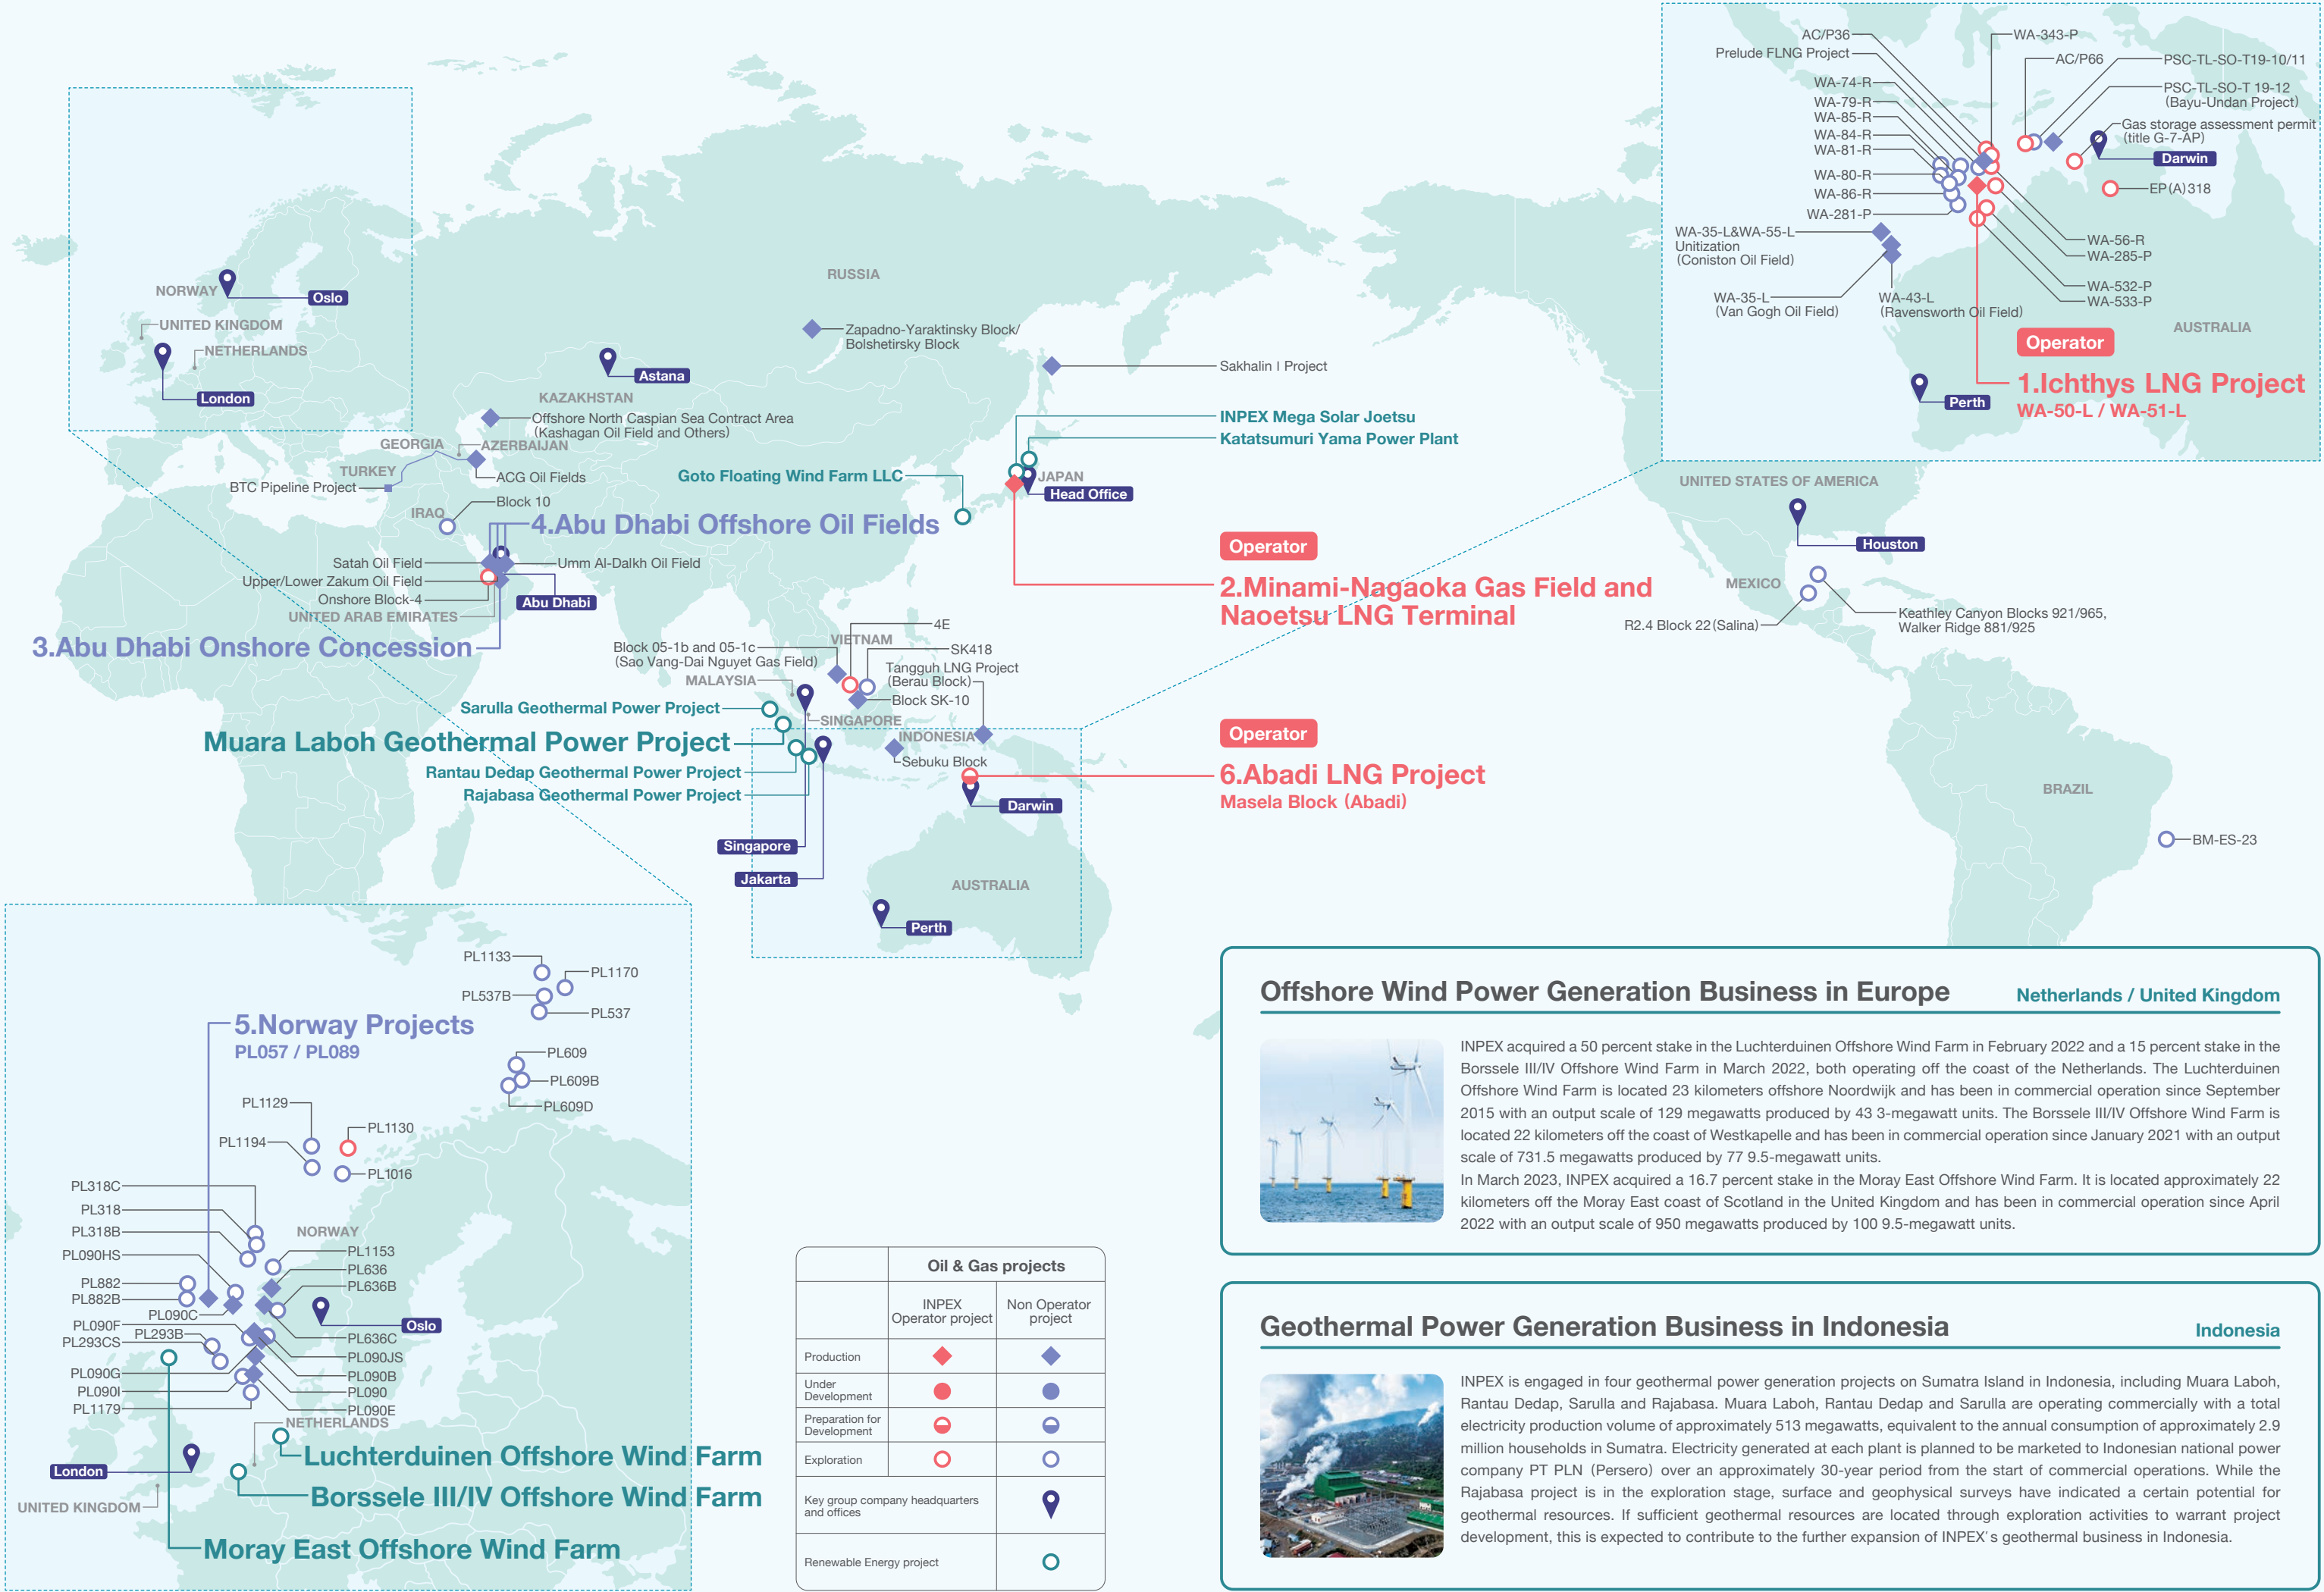 NORWAY
Oslo
UNITED KINGDOM
NETHERLANDS
London
RUSSIA
Zapadno-Yaraktinsky Block/
Bolshetirsky Block
Astana
KAZAKHSTAN
Offshore North Caspian Sea Contract Area
(Kashagan Oil Field and Others)
GEORGIA
AZERBAIJAN
TURKEY
BTC Pipeline Project
ACG Oil Fields
Block 10
IRAQ
4.Abu Dhabi Offshore Oil Fields
Satah Oil Field
Umm Al-Dalkh Oil Field
Upper/Lower Zakum Oil Field
Onshore Block-4
Abu Dhabi
UNITED ARAB EMIRATES
3.Abu Dhabi Onshore Concession
Sakhalin I Project
INPEX Mega Solar Joetsu
Katatsumuri Yama Power Plant
Goto Floating Wind Farm LLC
JAPAN
Head Office
Operator
2.Minami-Nagaoka Gas Field and
Naoetsu LNG Terminal
4E
VIETNAM
Block 05-1b and 05-1c
(Sao Vang-Dai Nguyet Gas Field)
SK418
Tangguh LNG Project
(Berau Block)
MALAYSIA
Block SK-10
Sarulla Geothermal Power Project
SINGAPORE
Muara Laboh Geothermal Power Project
INDONESIA
Sebuku Block
Rantau Dedap Geothermal Power Project
Rajabasa Geothermal Power Project
Operator
6.Abadi LNG Project
Masela Block (Abadi)
Darwin
Singapore
Jakarta
AUSTRALIA
Perth
AC/P36
Prelude FLNG Project
WA-74-R
WA-79-R
WA-85-R
WA-84-R
WA-81-R
WA-80-R
WA-86-R
WA-281-P
WA-343-P
AC/P66
PSC-TL-SO-T19-10/11
PSC-TL-SO-T 19-12
(Bayu-Undan Project)
Gas storage assessment permit
(title G-7-AP)
Darwin
EP(A)318
WA-35-L&WA-55-L
Unitization
(Coniston Oil Field)
WA-56-R
WA-285-P
WA-532-P
WA-533-P
WA-35-L
(Van Gogh Oil Field)
WA-43-L
(Ravensworth Oil Field)
AUSTRALIA
Operator
1.Ichthys LNG Project
WA-50-L / WA-51-L
Perth
UNITED STATES OF AMERICA
Houston
MEXICO
R2.4 Block 22(Salina)
Keathley Canyon Blocks 921/965,
Walker Ridge 881/925
BRAZIL
BM-ES-23
PL1133
PL1170
PL537B
PL537
5.Norway Projects
PL057 / PL089
PL609
PL609B
PL609D
PL1129
PL1130
PL1194
PL1016
PL318C
PL318
PL318B
PL090HS
NORWAY
PL1153
PL636
PL636B
PL882
PL882B
PL090C
Oslo
PL090F
PL293B
PL293CS
PL636C
PL090JS
PL090G
PL090B
PL090I
PL090
PL1179
PL090E
NETHERLANDS
Luchterduinen Offshore Wind Farm
London
Borssele III/IV Offshore Wind Farm
UNITED KINGDOM
Moray East Offshore Wind Farm
Oil & Gas projects
INPEX
Operator project
Non Operator
project
Production
Under
Development
Preparation for
Development
Exploration
Key group company headquarters
and offices
Renewable Energy project
Offshore Wind Power Generation Business in Europe
Netherlands / United Kingdom
INPEX acquired a 50 percent stake in the Luchterduinen Offshore Wind Farm in February 2022 and a 15 percent stake in the
Borssele III/IV Offshore Wind Farm in March 2022, both operating off the coast of the Netherlands. The Luchterduinen
Offshore Wind Farm is located 23 kilometers offshore Noordwijk and has been in commercial operation since September
2015 with an output scale of 129 megawatts produced by 43 3-megawatt units. The Borssele III/IV Offshore Wind Farm is
located 22 kilometers off the coast of Westkapelle and has been in commercial operation since January 2021 with an output
scale of 731.5 megawatts produced by 77 9.5-megawatt units.
In March 2023, INPEX acquired a 16.7 percent stake in the Moray East Offshore Wind Farm. It is located approximately 22
kilometers off the Moray East coast of Scotland in the United Kingdom and has been in commercial operation since April
2022 with an output scale of 950 megawatts produced by 100 9.5-megawatt units.
Geothermal Power Generation Business in Indonesia
Indonesia
INPEX is engaged in four geothermal power generation projects on Sumatra Island in Indonesia, including Muara Laboh,
Rantau Dedap, Sarulla and Rajabasa. Muara Laboh, Rantau Dedap and Sarulla are operating commercially with a total
electricity production volume of approximately 513 megawatts, equivalent to the annual consumption of approximately 2.9
million households in Sumatra. Electricity generated at each plant is planned to be marketed to Indonesian national power
company PT PLN (Persero) over an approximately 30-year period from the start of commercial operations. While the
Rajabasa project is in the exploration stage, surface and geophysical surveys have indicated a certain potential for
geothermal resources. If sufficient geothermal resources are located through exploration activities to warrant project
development, this is expected to contribute to the further expansion of INPEX's geothermal business in Indonesia.